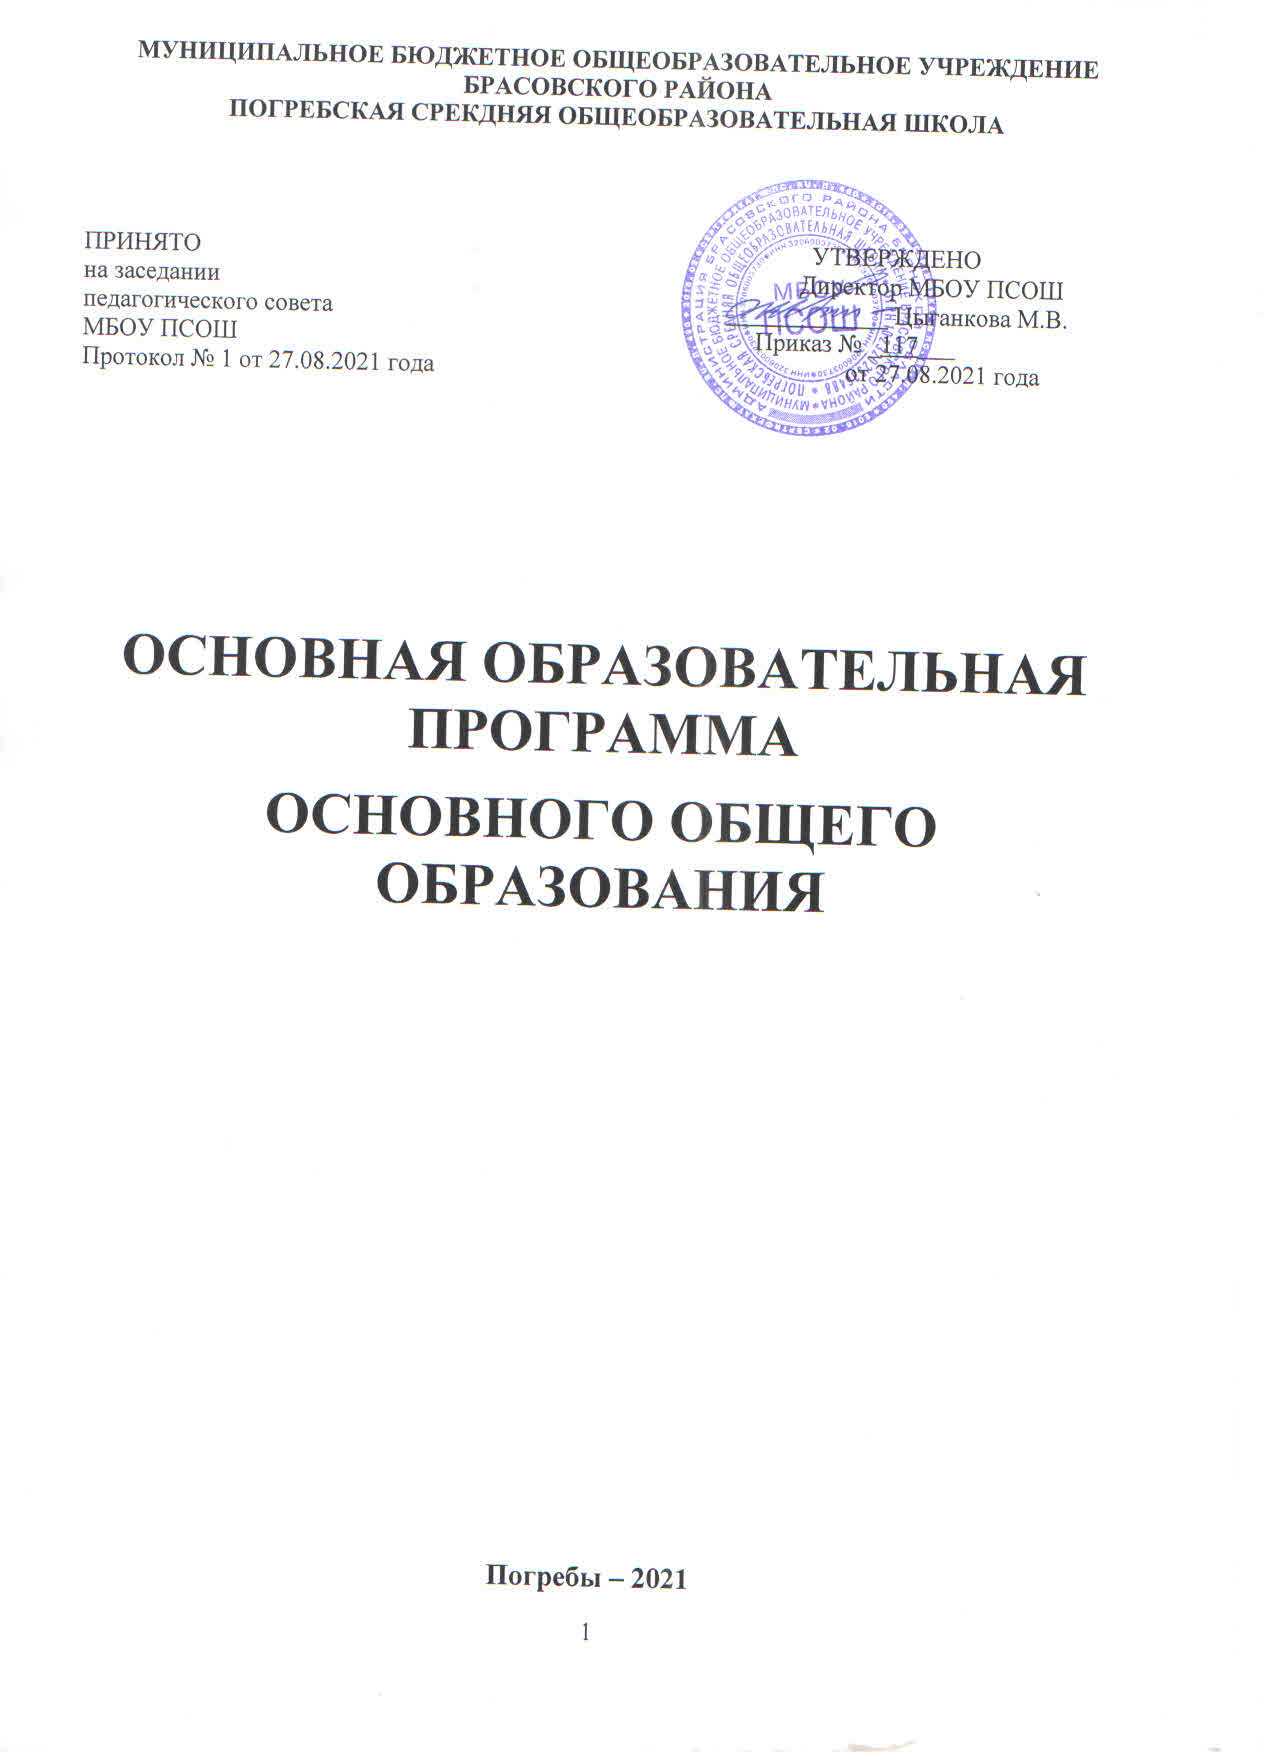 МУНИЦИПАЛЬНОЕ БЮДЖЕТНОЕ ОБЩЕОБРАЗОВАТЕЛЬНОЕ УЧРЕЖДЕНИЕ
БРАСОВСКОГО РАЙОНА
ПОГРЕБСКАЯ СРЕКДНЯЯ ОБЩЕОБРАЗОВАТЕЛЬНАЯ ШКОЛА
ПРИНЯТО
на заседании
педагогического совета
МБОУ ПСОШ
Протокол № 1 от 27.08.2021 года
УТВЕРЖДЕНО
Директор МБОУ ПСОШ
Цыганкова М.В.
Приказ № 117
от 27.08.2021 года
МБОУ
ПСОШ
ОСНОВНАЯ ОБРАЗОВАТЕЛЬНАЯ
ПРОГРАММА
ОСНОВНОГО ОБЩЕГО
ОБРАЗОВАНИЯ
Погребы – 2021
1